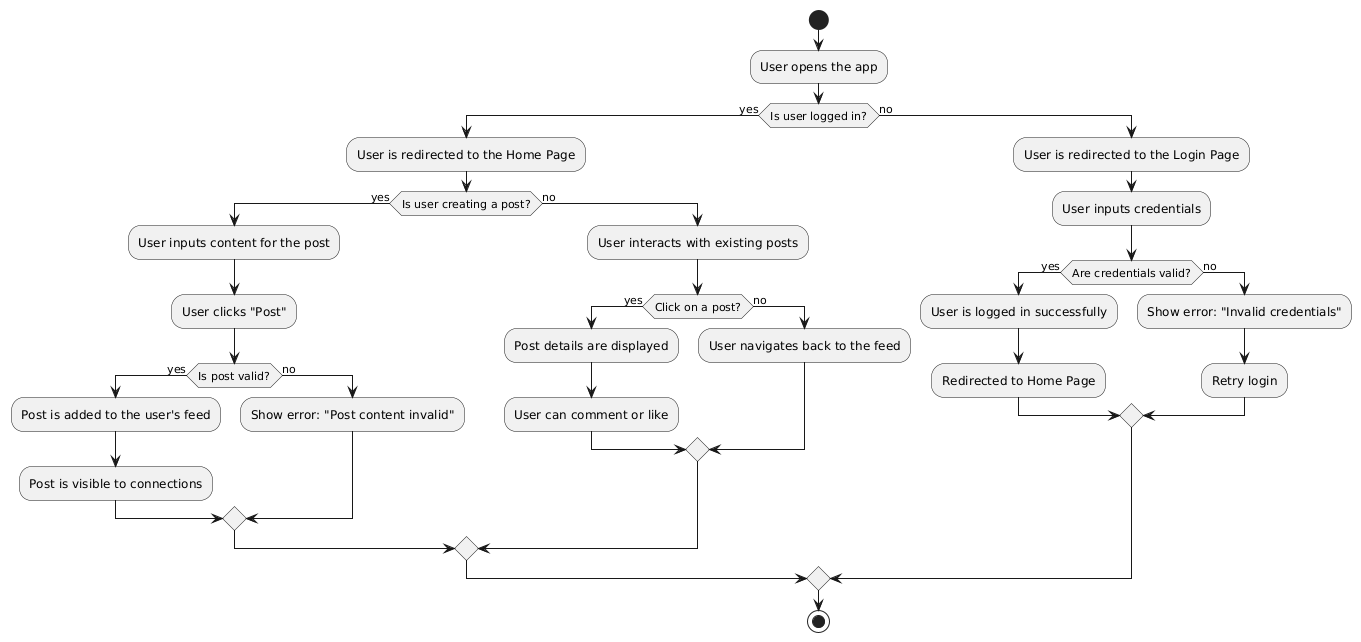 User opens the app
yes
Is user logged in?
no
User is redirected to the Home Page
yes
Is user creating a post?
no
User inputs content for the post
User clicks "Post"
yes
Is post valid?
no
Post is added to the user's feed
Post is visible to connections
Show error: "Post content invalid"
User interacts with existing posts
yes
Click on a post?
no
Post details are displayed
User can comment or like
User navigates back to the feed
User is redirected to the Login Page
User inputs credentials
yes
Are credentials valid?
no
User is logged in successfully
Redirected to Home Page
Show error: "Invalid credentials"
Retry login